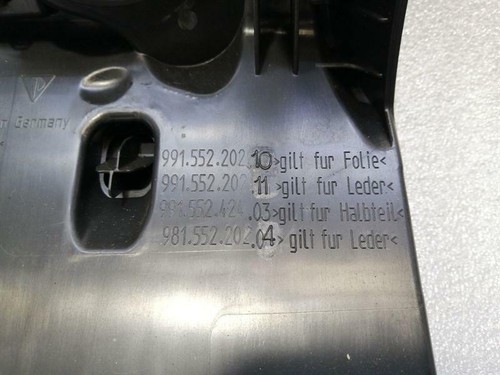 Germany
991.552.202.10>gilt fur Folie<
991.552.202.11 >gilt fur Leder<
991.552.424.03>gilt fur Halbteil<
981.552.202.04> gilt fur Leder<